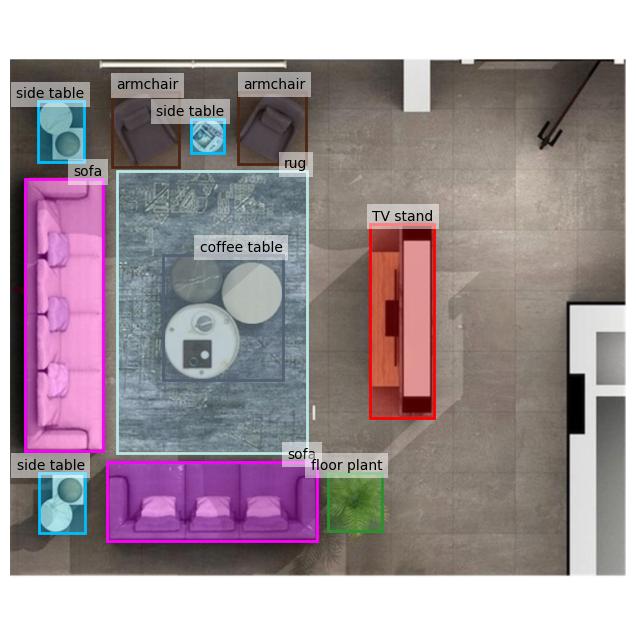 armchair
armchair
side table
side table
rug
sofa
TV stand
coffee table
sofa
side table
floor plant